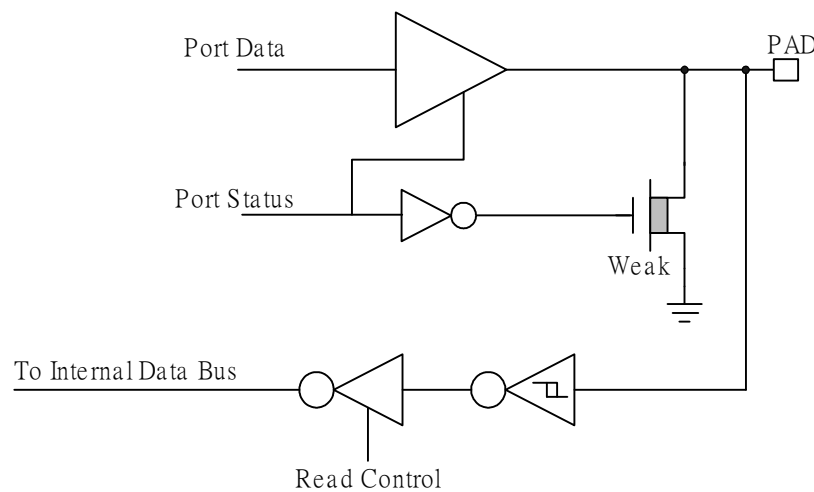 Port Data
PAD
Port Status
Weak
To Internal Data Bus
Read Control